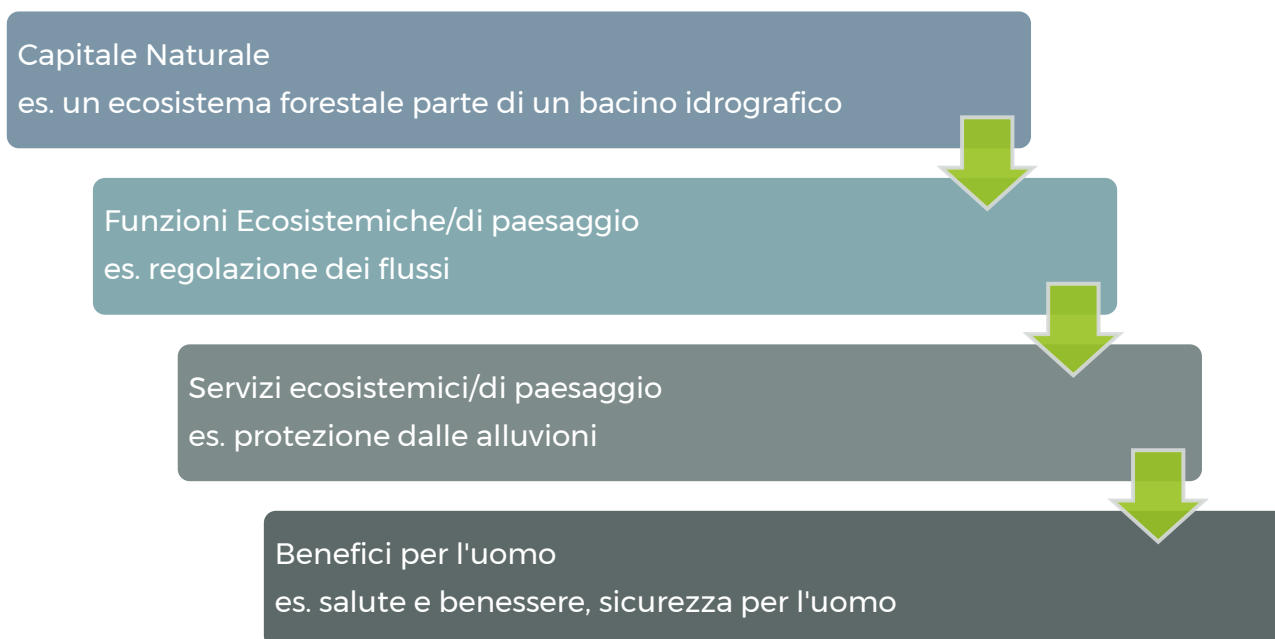 Capitale Naturale
es. un ecosistema forestale parte di un bacino idrografico
Funzioni Ecosistemiche/di paesaggio
es. regolazione dei flussi
Servizi ecosistemici/di paesaggio
es. protezione dalle alluvioni
Benefici per l'uomo
es. salute e benessere, sicurezza per l'uomo